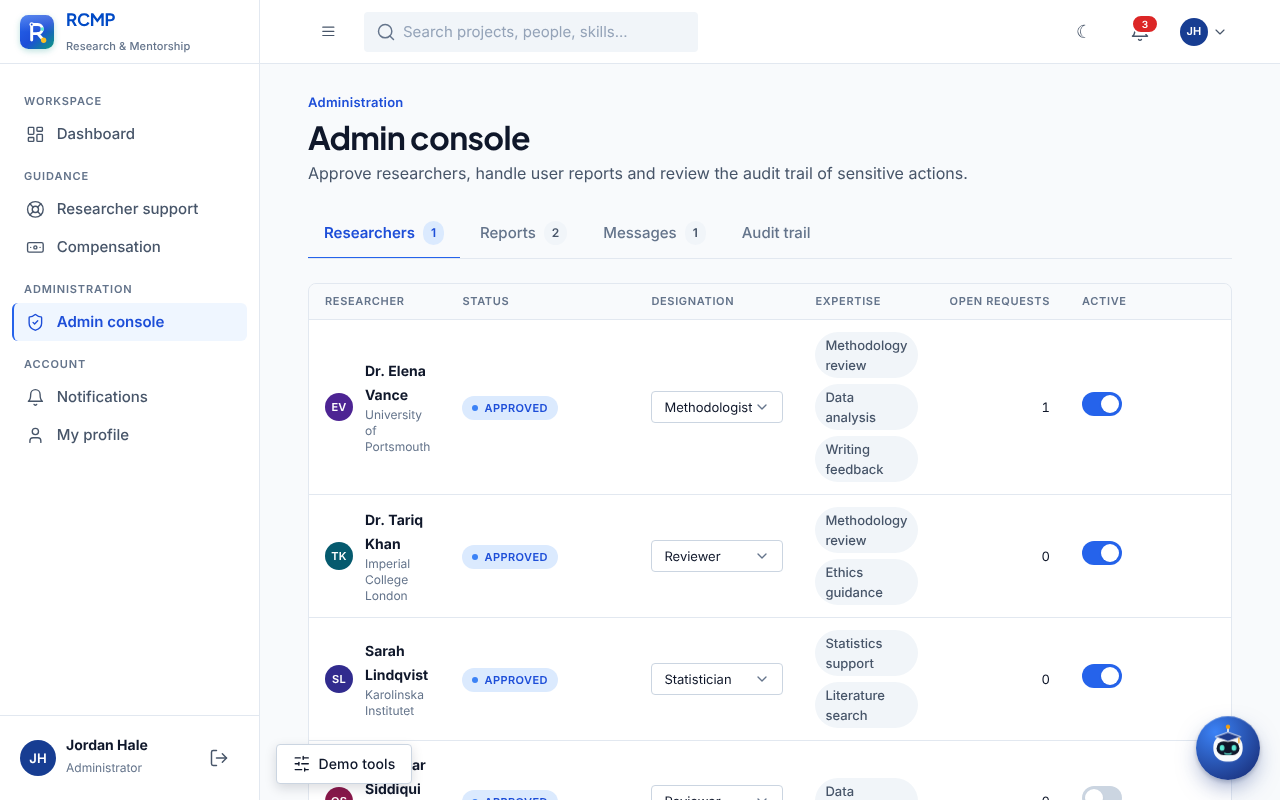 RCMP
Research & Mentorship
Search projects, people, skills...
3
JH
WORKSPACE
Dashboard
GUIDANCE
Researcher support
Compensation
ADMINISTRATION
Admin console
ACCOUNT
Notifications
My profile
Jordan Hale
Administrator
JH
Administration
Admin console
Approve researchers, handle user reports and review the audit trail of sensitive actions.
Researchers 1
Reports 2
Messages 1
Audit trail
RESEARCHER STATUS DESIGNATION EXPERTISE OPEN REQUESTS ACTIVE
EV
Dr. Elena
Vance
University
of
Portsmouth
APPROVED
Methodologist
Methodology
review
Data
analysis
Writing
feedback
1
TK
Dr. Tariq
Khan
Imperial
College
London
APPROVED
Reviewer
Methodology
review
Ethics
guidance
0
SL
Sarah
Lindqvist
Karolinska
Institutet
APPROVED
Statistician
Statistics
support
Literature
search
0
Siddiqui
APPROVED
Reviewer
Data
0
Demo tools